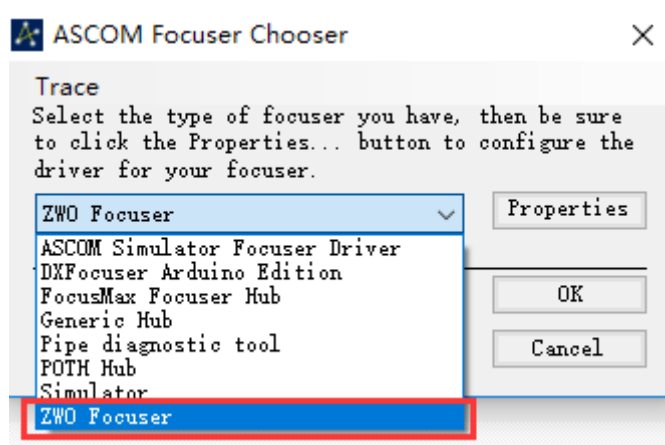 ASCOM Focuser Chooser
Trace
Select the type of focuser you have, then be sure
to click the Properties... button to configure the
driver for your focuser.
ZWO Focuser
Properties
ASCOM Simulator Focuser Driver
DXFocuser Arduino Edition
FocusMax Focuser Hub
Generic Hub
Pipe diagnostic tool
POTH Hub
Simulator
ZWO Focuser
OK
Cancel